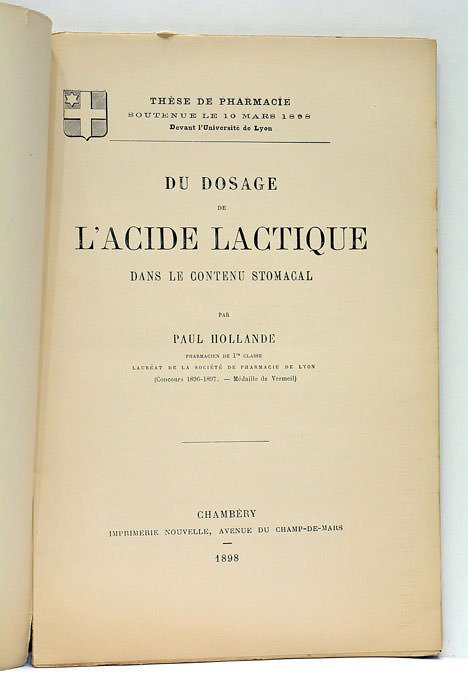 THÈSE DE PHARMACIE
SOUTENUE LE 10 MARS 1898
Devant l'Université de Lyon
DU DOSAGE
DE
L'ACIDE LACTIQUE
DANS LE CONTENU STOMACAL
PAR
PAUL HOLLANDE
PHARMACIEN DE 1re CLASSE
LAURÉAT DE LA SOCIÉTÉ DE PHARMACIE DE LYON
(Concours 1896-1897. — Médaille de Vermeil)
CHAMBÉRY
IMPRIMERIE NOUVELLE, AVENUE DU CHAMP-DE-MARS
1898